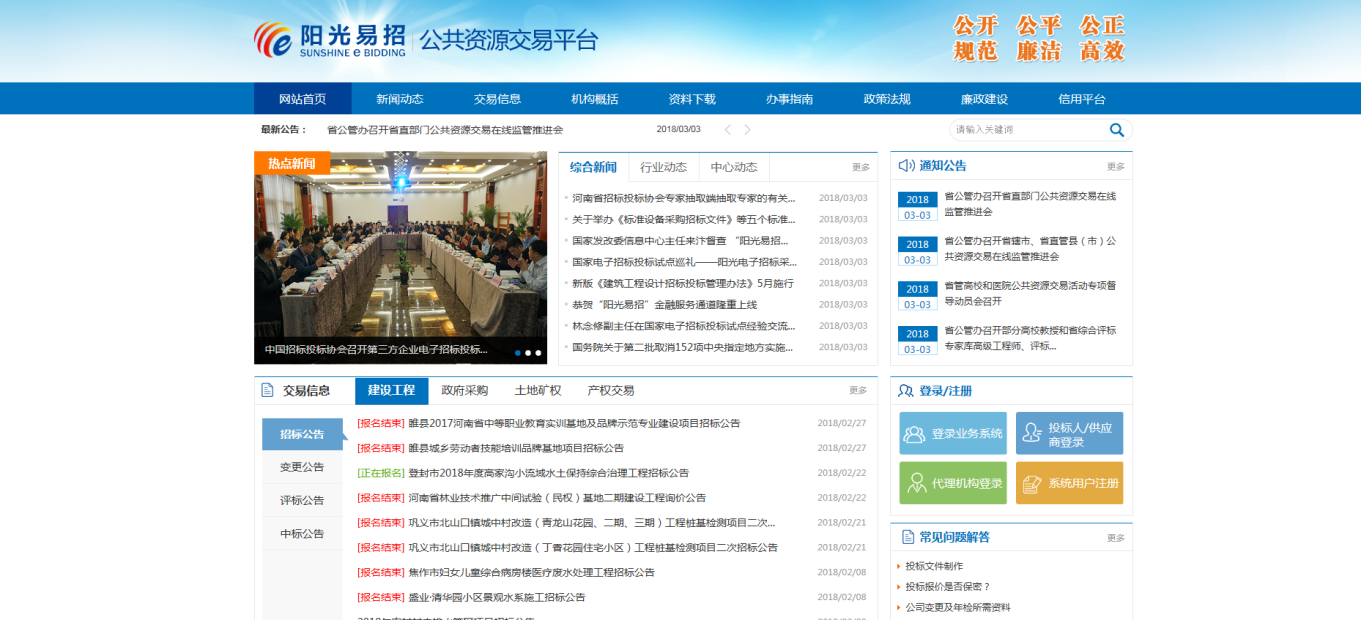 阳光易招
SUNSHINE e BIDDING
公共资源交易平台
公开 公平 公正
规范 廉洁 高效
网站首页 新闻动态 交易信息 机构概括 资料下载 办事指南 政策法规 廉政建设 信用平台
最新公告： 省公管办召开省直部门公共资源交易在线监管推进会 2018/03/03
请输入关键词
热点新闻
中国招标投标协会召开第三方企业电子招标投标...
综合新闻 行业动态 中心动态 更多
河南省招标投标协会专家抽取端抽取专家的有关... 2018/03/03
关于举办《标准设备采购招标文件》等五个标准... 2018/03/03
国家发改委信息中心主任来汴督查 “阳光易招... 2018/03/03
国家电子招标投标试点巡礼——阳光电子招标采... 2018/03/03
新版《建筑工程设计招标投标管理办法》5月施行 2018/03/03
恭贺“阳光易招”金融服务通道隆重上线 2018/03/03
林念修副主任在国家电子招标投标试点经验交流... 2018/03/03
国务院关于第二批取消152项中央指定地方实施... 2018/03/03
通知公告 更多
2018
03-03
省公管办召开省直部门公共资源交易在线
监管推进会
2018
03-03
省公管办召开省辖市、省直管县（市）公
共资源交易在线监管推进会
2018
03-03
省管高校和医院公共资源交易活动专项督
导动员会召开
2018
03-03
省公管办召开部分高校教授和省综合评标
专家库高级工程师、评标...
交易信息 建设工程 政府采购 土地矿权 产权交易 更多
招标公告
变更公告
评标公告
中标公告
[报名结束] 睢县2017河南省中等职业教育实训基地及品牌示范专业建设项目招标公告 2018/02/27
[报名结束] 睢县城乡劳动者技能培训品牌基地项目招标公告 2018/02/27
[正在报名] 登封市2018年度高家沟小流域水土保持综合治理工程招标公告 2018/02/22
[报名结束] 河南省林业技术推广中间试验（民权）基地二期建设工程询价公告 2018/02/22
[报名结束] 巩义市北山口镇城中村改造（青龙山花园、二期、三期）工程桩基检测项目二次... 2018/02/21
[报名结束] 巩义市北山口镇城中村改造（丁香花园住宅小区）工程桩基检测项目二次招标公告 2018/02/21
[报名结束] 焦作市妇女儿童综合病房楼医疗废水处理工程招标公告 2018/02/08
[报名结束] 盛业·清华园小区景观水系施工招标公告 2018/02/08
登录/注册
登录业务系统
投标人/供应
商登录
代理机构登录
系统用户注册
常见问题解答 更多
投标文件制作
投标报价是否保密？
公司变更及年检所需资料